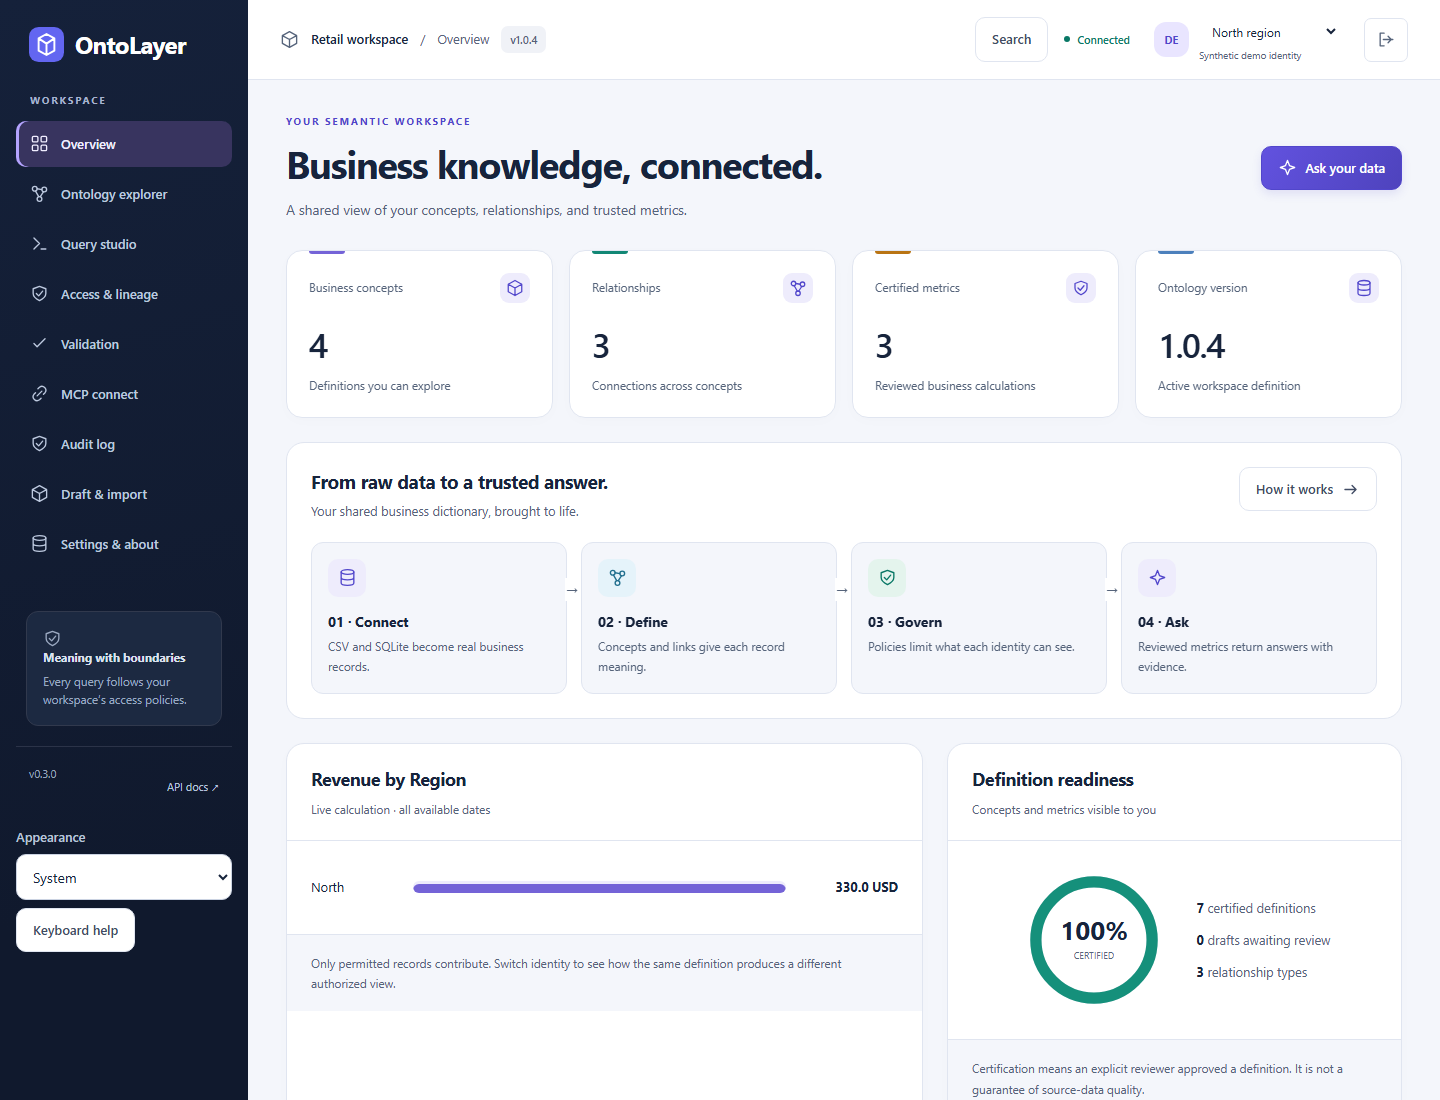 OntoLayer
WORKSPACE
Overview
Ontology explorer
Query studio
Access & lineage
Validation
MCP connect
Audit log
Draft & import
Settings & about
Meaning with boundaries
Every query follows your
workspace's access policies.
v0.3.0
API docs ↗
Appearance
System
Keyboard help
Retail workspace / Overview v1.0.4
Search
Connected
DE
North region
Synthetic demo identity
YOUR SEMANTIC WORKSPACE
Business knowledge, connected.
A shared view of your concepts, relationships, and trusted metrics.
Ask your data
Business concepts
4
Definitions you can explore
Relationships
3
Connections across concepts
Certified metrics
3
Reviewed business calculations
Ontology version
1.0.4
Active workspace definition
From raw data to a trusted answer.
Your shared business dictionary, brought to life.
How it works →
01 · Connect
CSV and SQLite become real business
records.
→
02 · Define
Concepts and links give each record
meaning.
→
03 · Govern
Policies limit what each identity can see.
→
04 · Ask
Reviewed metrics return answers with
evidence.
Revenue by Region
Live calculation · all available dates
North 330.0 USD
Only permitted records contribute. Switch identity to see how the same definition produces a different
authorized view.
Definition readiness
Concepts and metrics visible to you
100%
CERTIFIED
7 certified definitions
0 drafts awaiting review
3 relationship types
Certification means an explicit reviewer approved a definition. It is not a
guarantee of source-data quality.